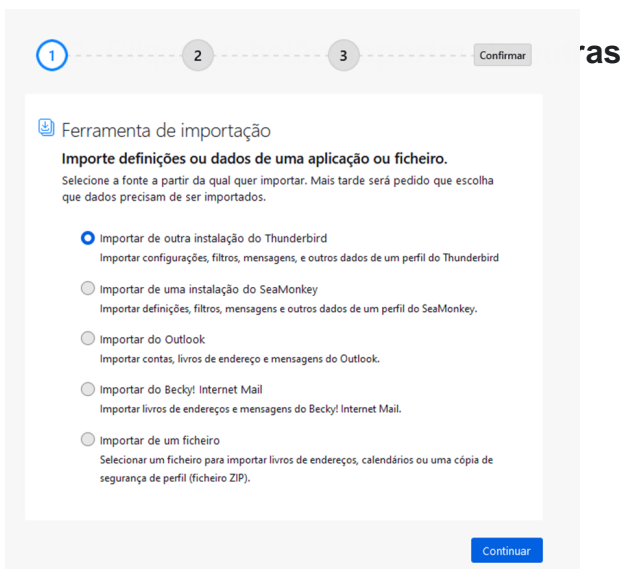 1
2
3
Confirmar
ras
Ferramenta de importação
Importe definições ou dados de uma aplicação ou ficheiro.
Selecione a fonte a partir da qual quer importar. Mais tarde será pedido que escolha
que dados precisam de ser importados.
Importar de outra instalação do Thunderbird
Importar configurações, filtros, mensagens, e outros dados de um perfil do Thunderbird
Importar de uma instalação do SeaMonkey
Importar definições, filtros, mensagens e outros dados de um perfil do SeaMonkey.
Importar do Outlook
Importar contas, livros de endereço e mensagens do Outlook.
Importar do Becky! Internet Mail
Importar livros de endereços e mensagens do Becky! Internet Mail.
Importar de um ficheiro
Selecionar um ficheiro para importar livros de endereços, calendários ou uma cópia de
segurança de perfil (ficheiro ZIP).
Continuar